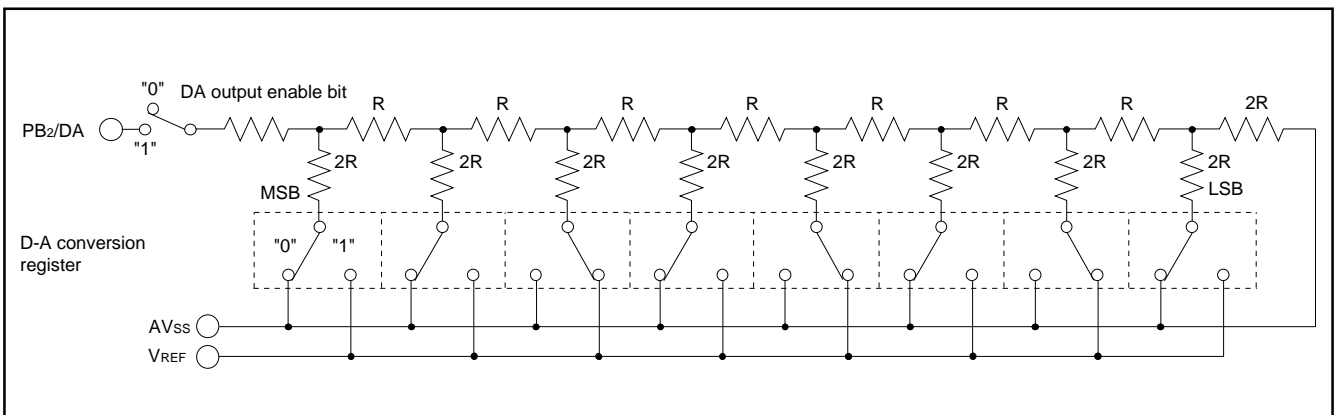 "0" DA output enable bit
R R R R R R R 2R
PB2/DA
"1"
2R 2R 2R 2R 2R 2R 2R 2R
MSB LSB
D-A conversion
register
"0" "1"
AVSS
VREF